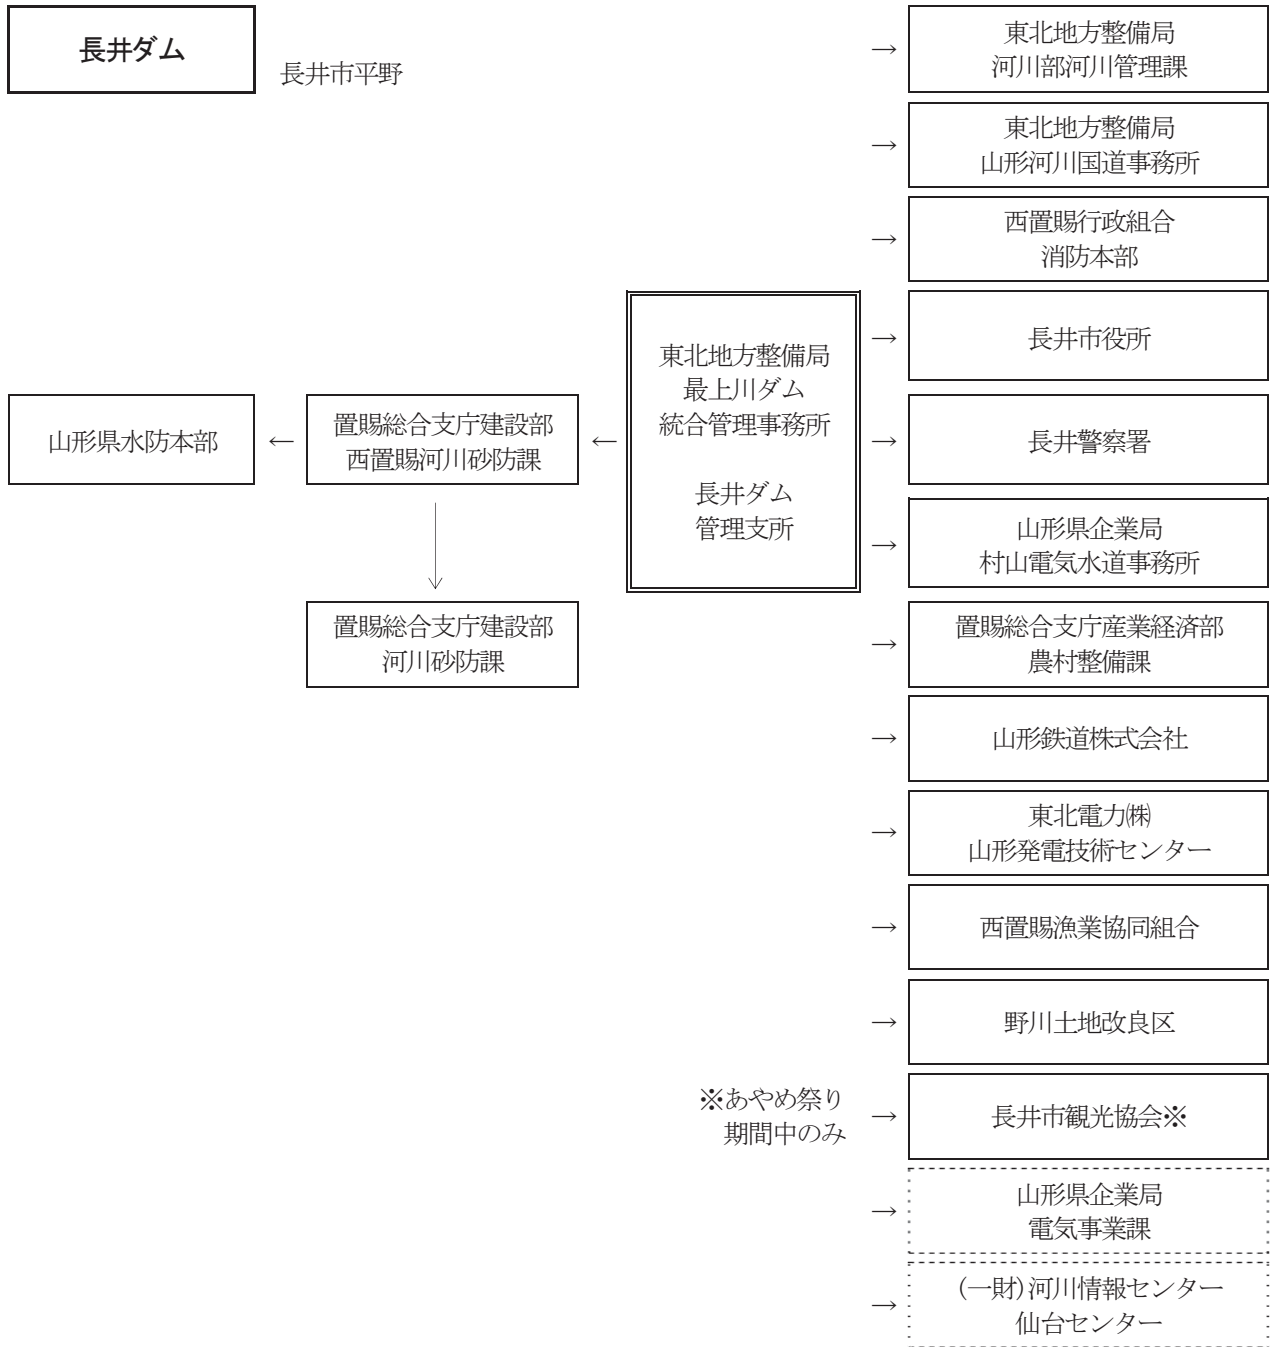 長井ダム
長井市平野
→
東北地方整備局
河川部河川管理課
→
東北地方整備局
山形河川国道事務所
→
西置賜行政組合
消防本部
→
長井市役所
東北地方整備局
最上川ダム
統合管理事務所
長井ダム
管理支所
山形県水防本部
←
置賜総合支庁建設部
西置賜河川砂防課
←
→
長井警察署
→
山形県企業局
村山電気水道事務所
置賜総合支庁建設部
河川砂防課
→
置賜総合支庁産業経済部
農村整備課
→
山形鉄道株式会社
→
東北電力㈱
山形発電技術センター
→
西置賜漁業協同組合
→
野川土地改良区
※あやめ祭り
期間中のみ
→
長井市観光協会※
→
山形県企業局
電気事業課
→
（一財）河川情報センター
仙台センター